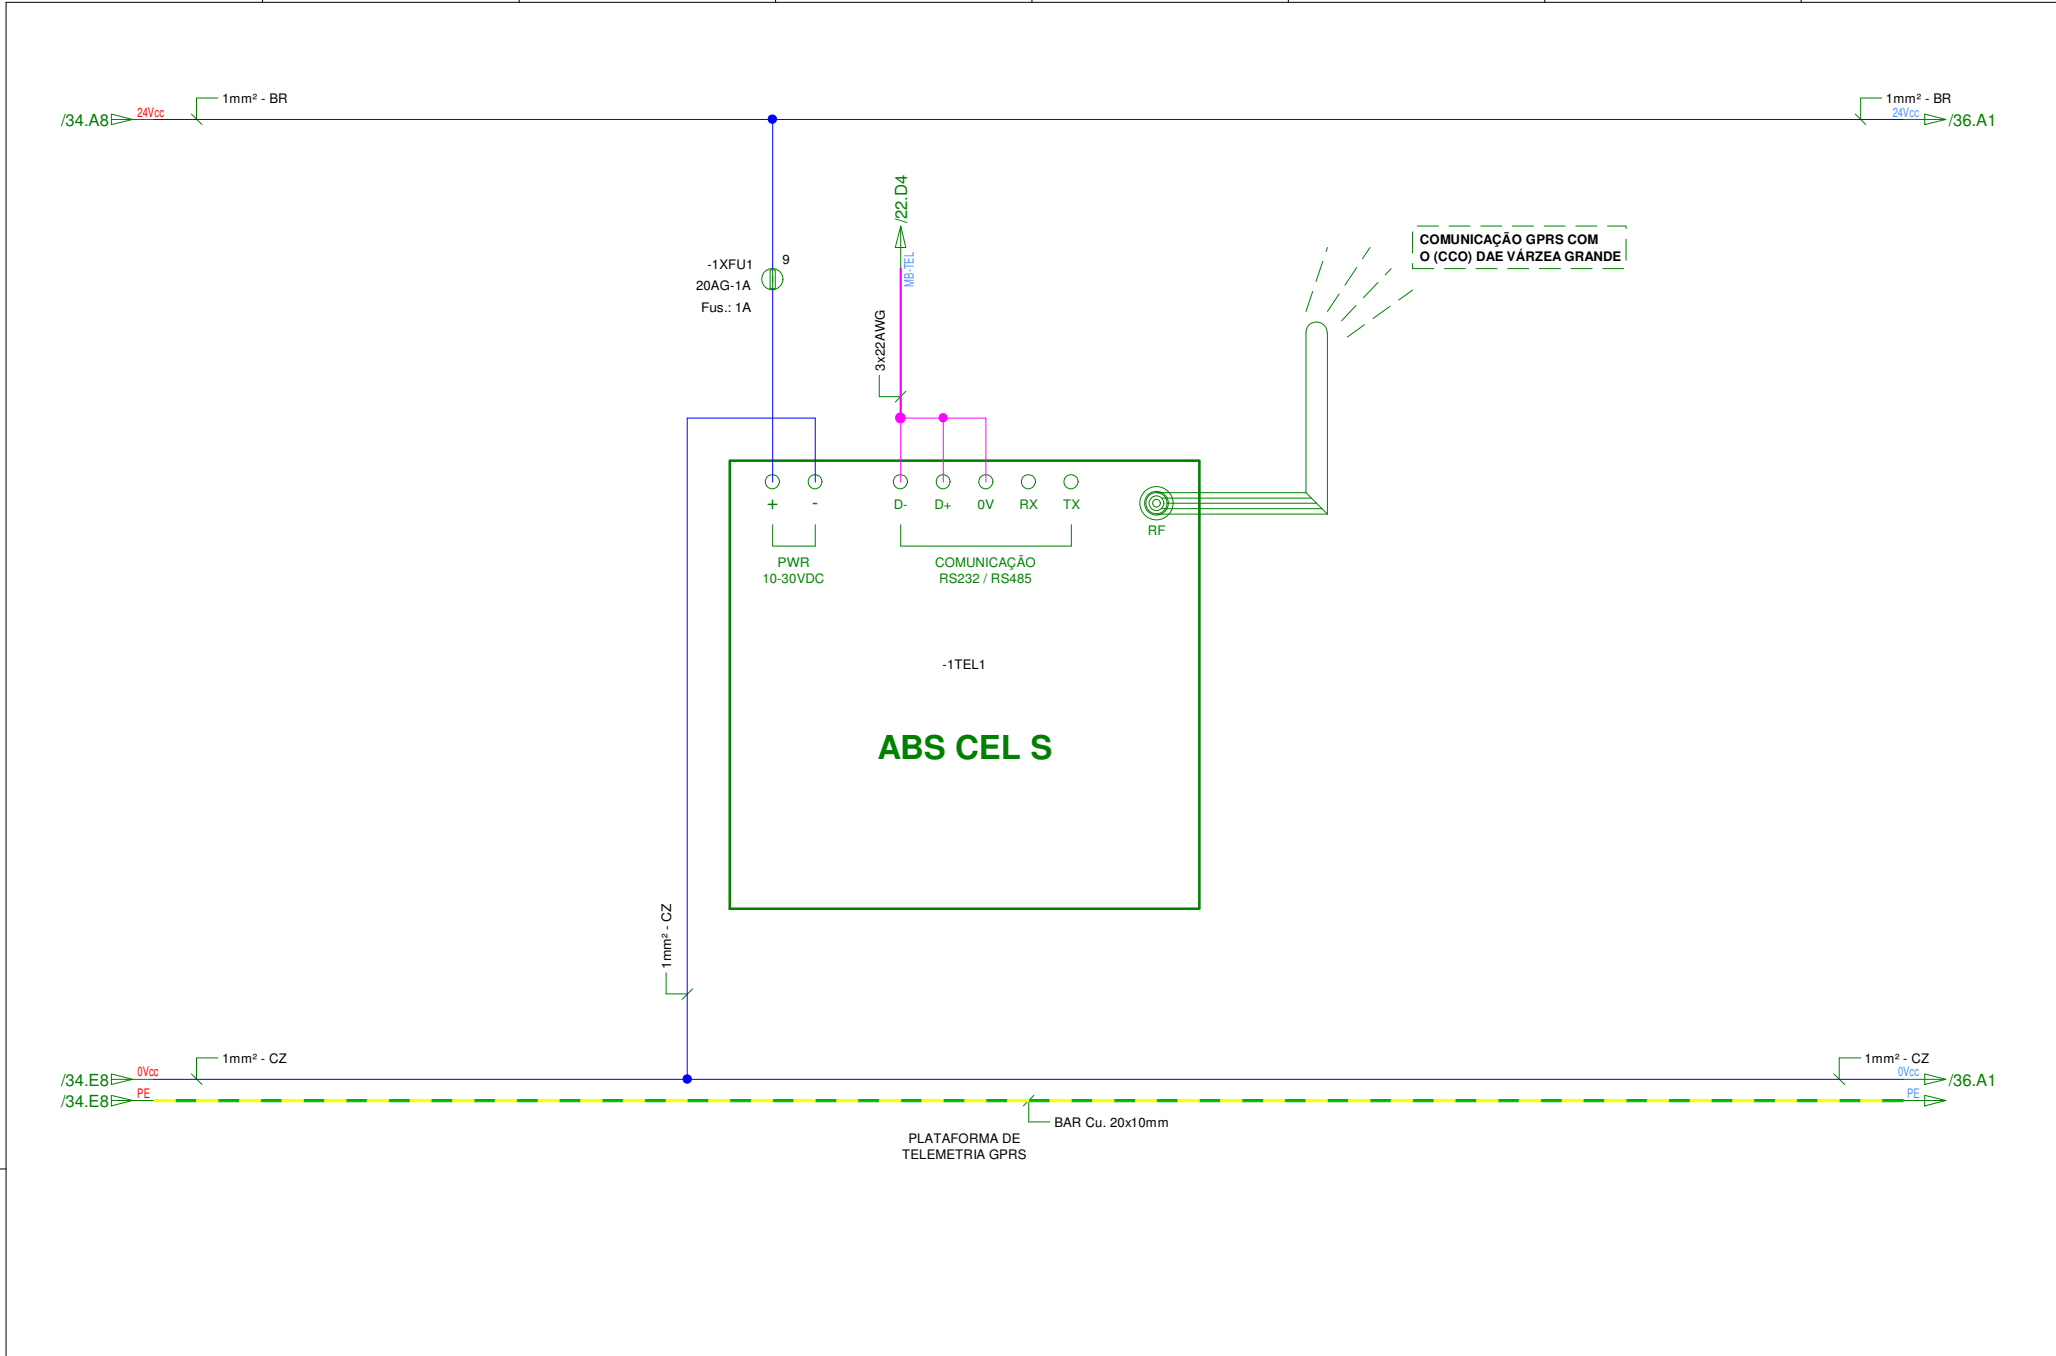 1mm² - BR
1mm² - BR
/34.A8
24Vcc
24Vcc
/36.A1
/22.D4
MB-TEL
-1XFU1
9
20AG-1A
Fus.: 1A
3x22AWG
COMUNICAÇÃO GPRS COM
O (CCO) DAE VÁRZEA GRANDE
+
-
D-
D+
0V
RX
TX
RF
PWR
10-30VDC
COMUNICAÇÃO
RS232 / RS485
-1TEL1
ABS CEL S
1mm² - CZ
1mm² - CZ
1mm² - CZ
/34.E8
0Vcc
0Vcc
/36.A1
/34.E8
PE
PE
BAR Cu. 20x10mm
PLATAFORMA DE
TELEMETRIA GPRS